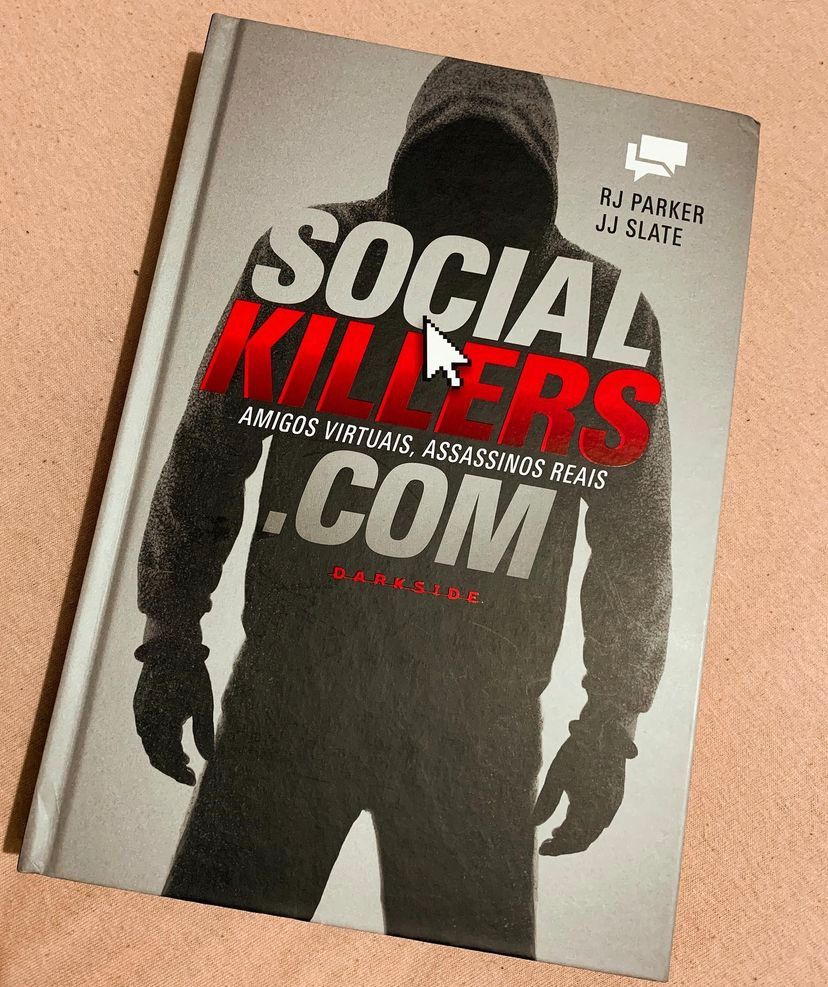 RJ PARKER
JJ SLATE
SOCIAL
KILLERS
AMIGOS VIRTUAIS, ASSASSINOS REAIS
.COM
DARKSIDE